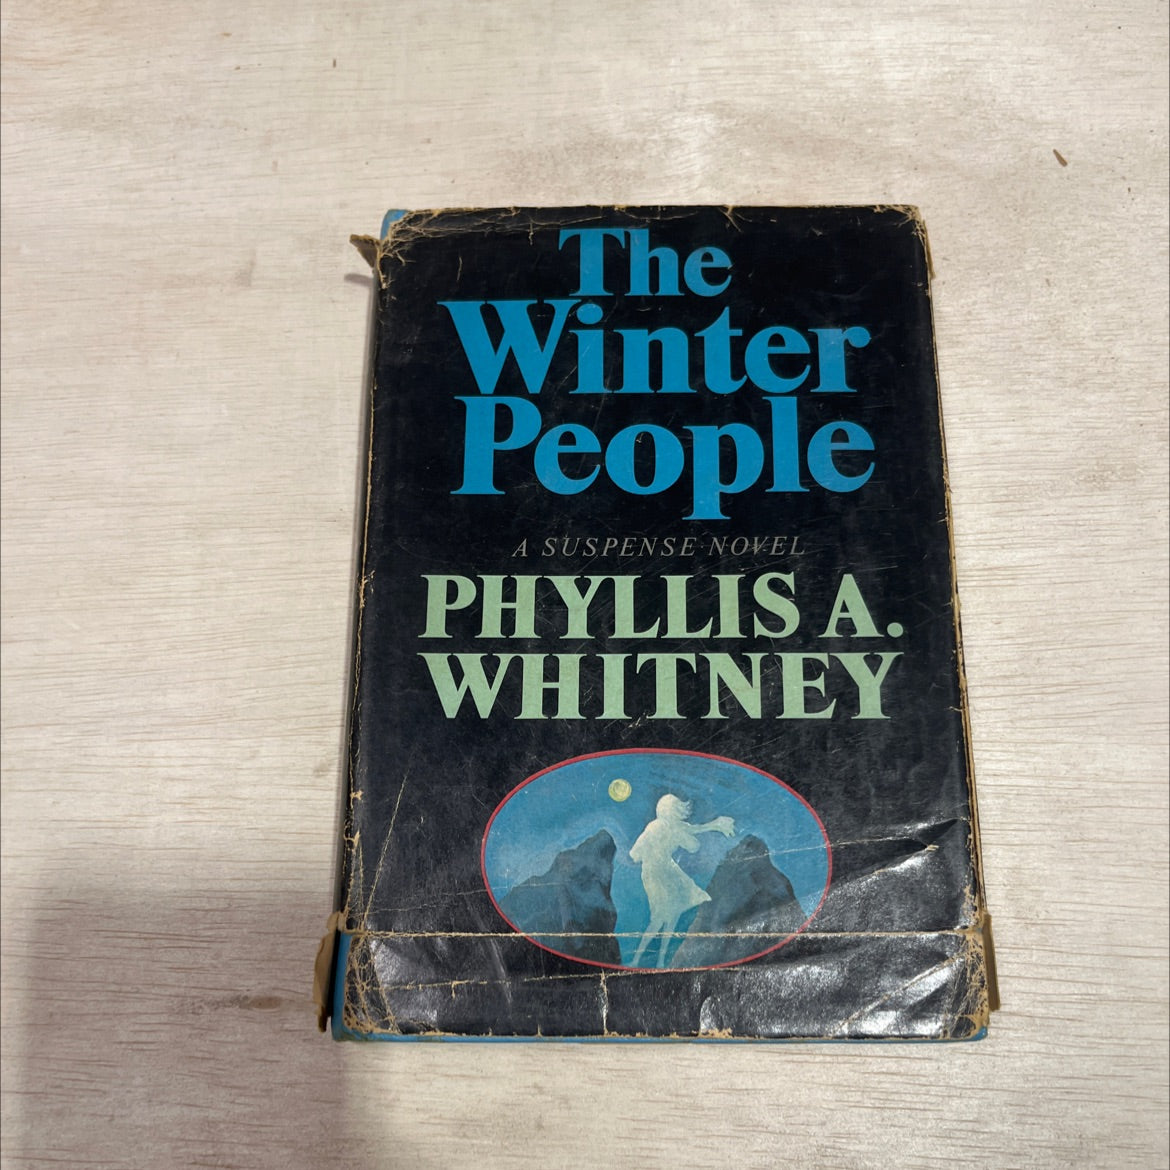 The
Winter
People
A SUSPENSE NOVEL
PHYLLIS A.
WHITNEY